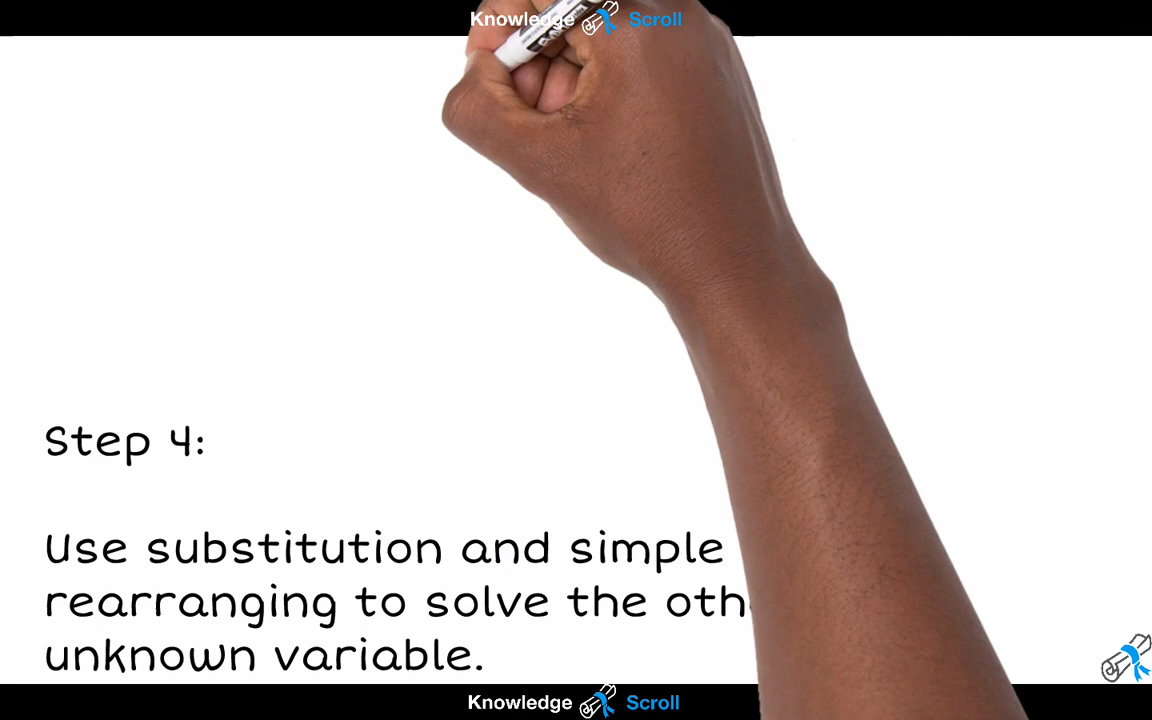 Knowledge Scroll
Step 4:
Use substitution and simple
rearranging to solve the oth
unknown variable.
Knowledge Scroll